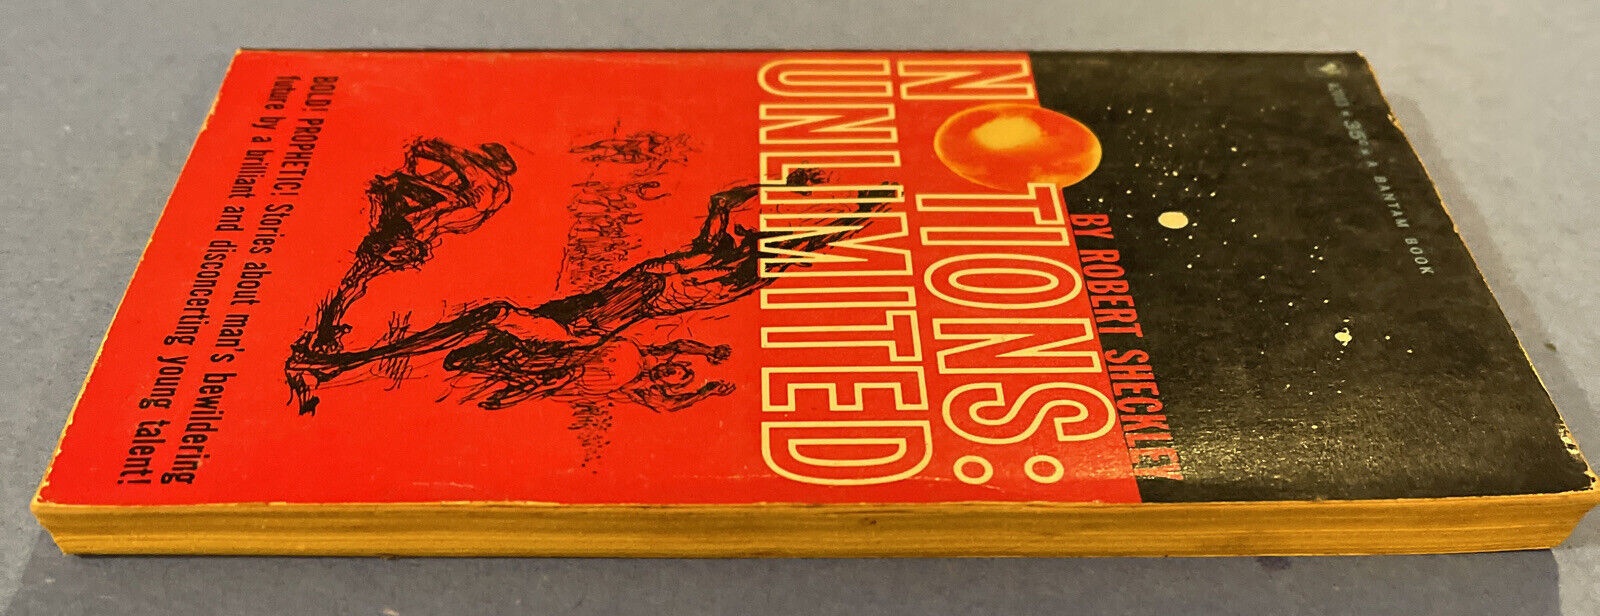 35¢ A BANTAM BOOK
BY ROBERT SHECKLEY
NOTIONS:
UNLIMITED
BOLD! PROPHETIC! Stories about man's bewildering
future by a brilliant and disconcerting young talent!